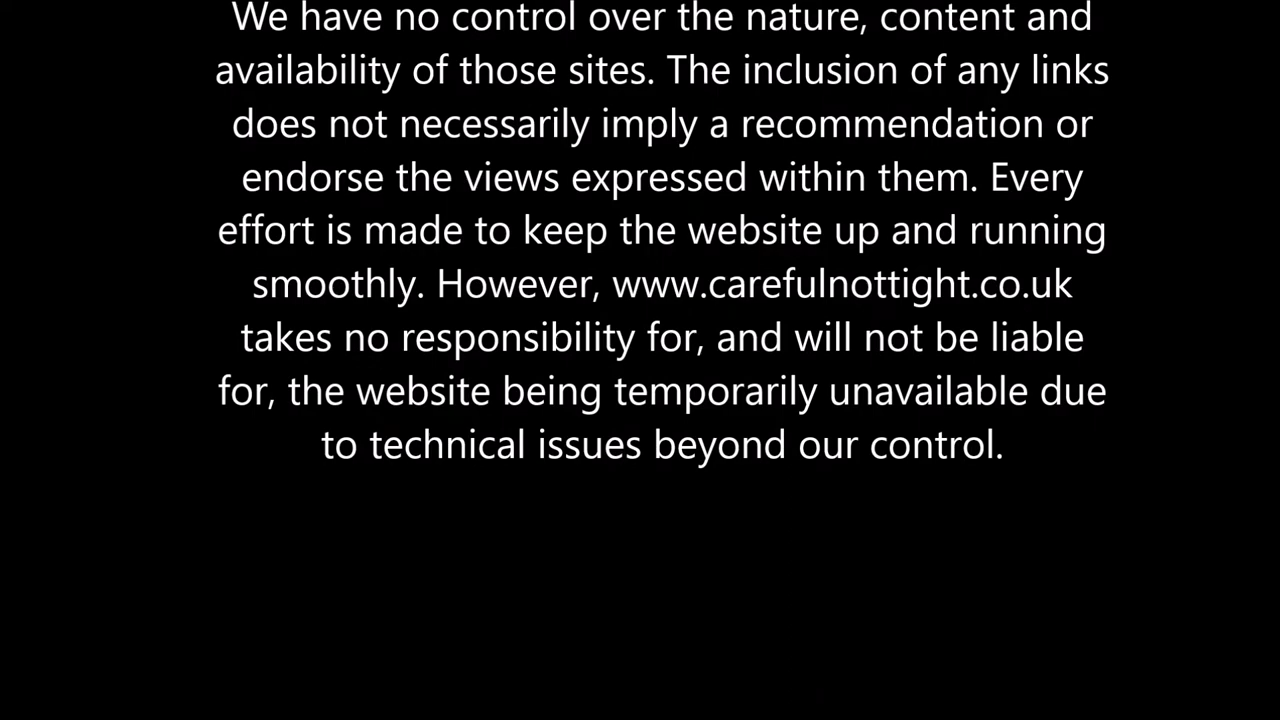 We have no control over the nature, content and
availability of those sites. The inclusion of any links
does not necessarily imply a recommendation or
endorse the views expressed within them. Every
effort is made to keep the website up and running
smoothly. However, www.carefulnottight.co.uk
takes no responsibility for, and will not be liable
for, the website being temporarily unavailable due
to technical issues beyond our control.